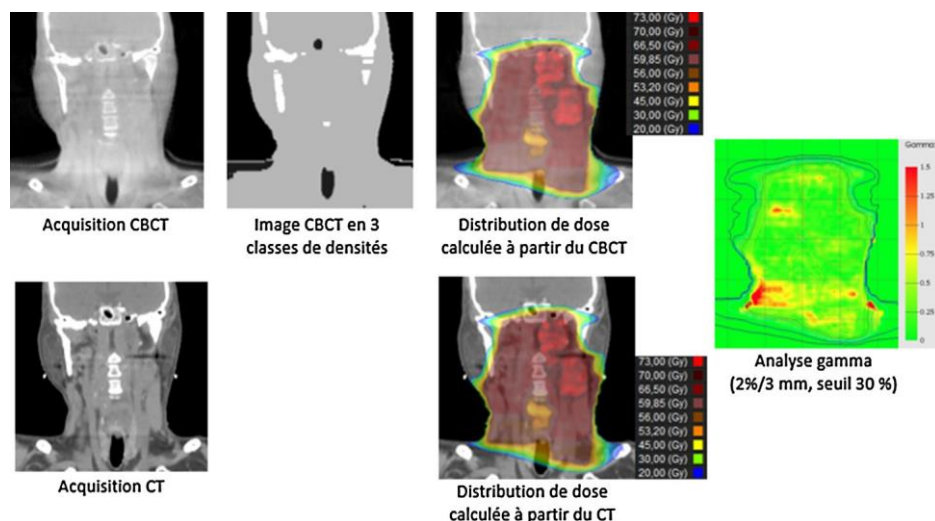 73,00 (Gy)
70,00 (Gy)
66,50 (Gy)
59,85 (Gy)
56,00 (Gy)
53,20 (Gy)
45,00 (Gy)
30,00 (Gy)
20,00 (Gy)
Acquisition CBCT
Image CBCT en 3
classes de densités
Distribution de dose
calculée à partir du CBCT
Gamma
1.5
1.25
1
0.25
0
Analyse gamma
(2%/3 mm, seuil 30 %)
73,00 (Gy)
70,00 (Gy)
66,50 (Gy)
59,85 (Gy)
56,00 (Gy)
53,20 (Gy)
45,00 (Gy)
30,00 (Gy)
20,00 (Gy)
Acquisition CT
Distribution de dose
calculée à partir du CT